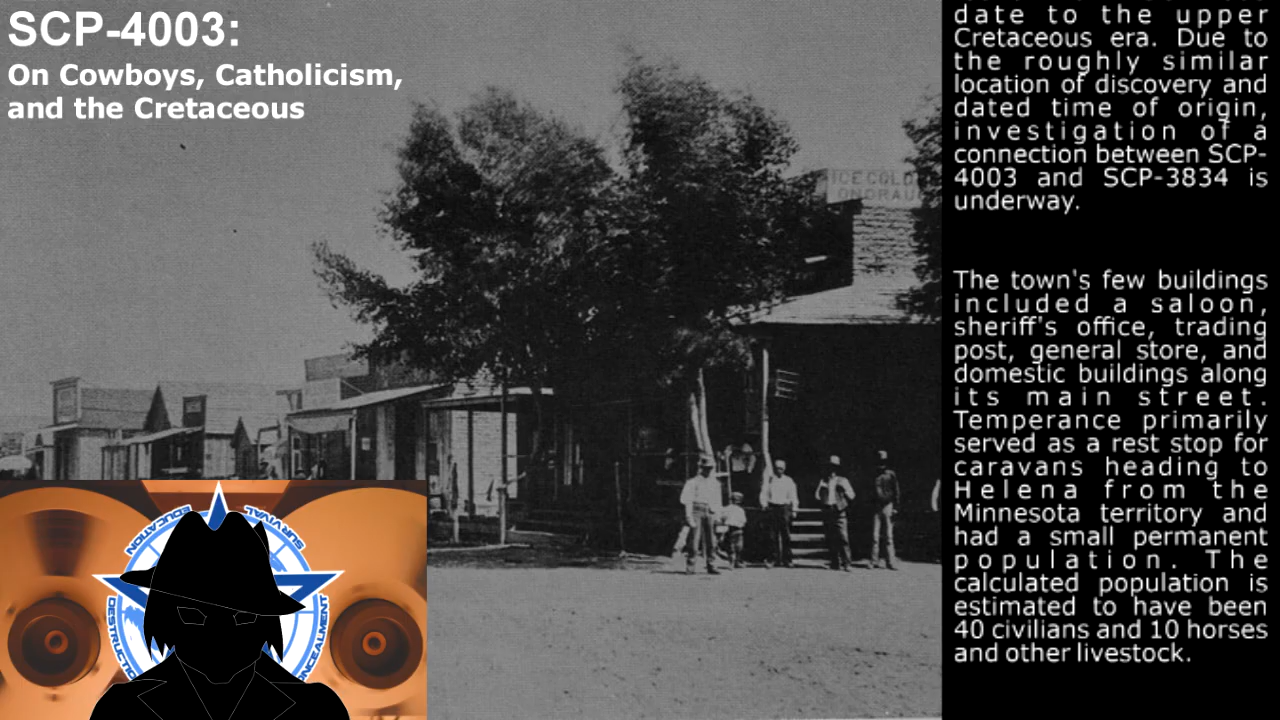 SCP-4003:
On Cowboys, Catholicism,
and the Cretaceous
date to the upper
Cretaceous era. Due to
the roughly similar
location of discovery and
dated time of origin,
investigation of a
connection between SCP-
4003 and SCP-3834 is
underway.
The town's few buildings
included a saloon,
sheriff's office, trading
post, general store, and
domestic buildings along
its main street.
Temperance primarily
served as a rest stop for
caravans heading to
Helena from the
Minnesota territory and
had a small permanent
population. The
calculated population is
estimated to have been
40 civilians and 10 horses
and other livestock.
ICE COLD
EDUCATION
SURVIVAL